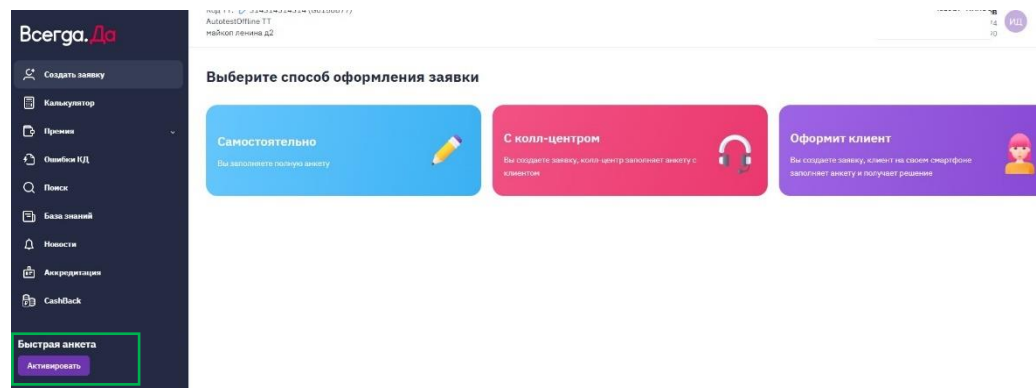 Всегда.Да
Создать заявку
Калькулятор
Премия
Ошибки КД
Поиск
База знаний
Новости
Аккредитация
CashBack
Быстрая анкета
Активировать
AutotestOffline TT
майкоп ленина д2
ИД
Выберите способ оформления заявки
Самостоятельно
Вы заполняете полную анкету
С колл-центром
Вы создаете заявку, колл-центр заполняет анкету с
клиентом
Оформит клиент
Вы создаете заявку, клиент на своем смартфоне
заполняет анкету и получает решение